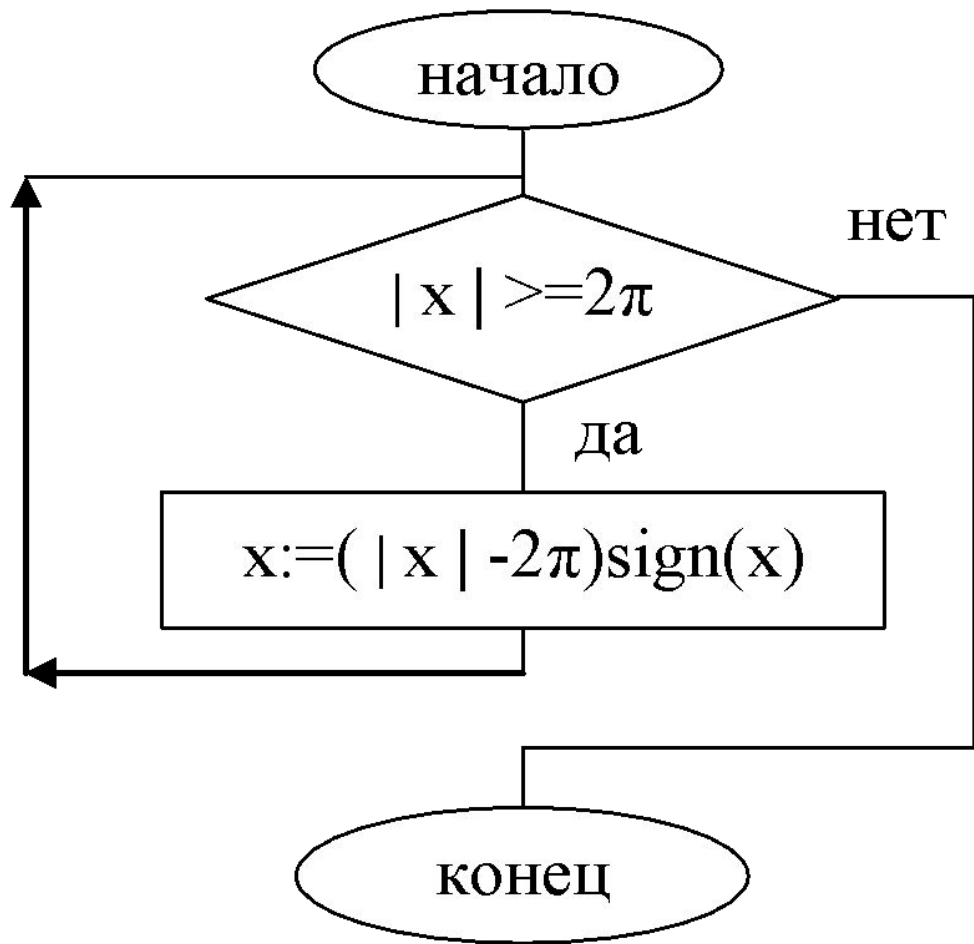 начало
нет
| x | >=2π
да
x:=( | x | -2π)sign(x)
конец